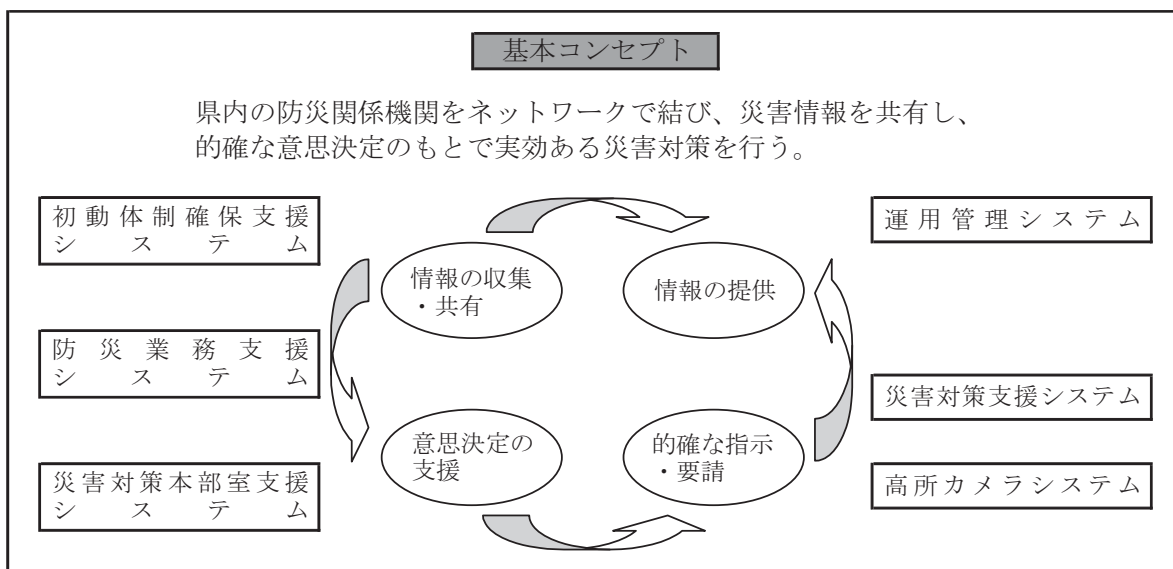 基本コンセプト
県内の防災関係機関をネットワークで結び、災害情報を共有し、
的確な意思決定のもとで実効ある災害対策を行う。
初動体制確保支援
システム
防災業務支援
システム
災害対策本部室支援
システム
情報の収集
・共有
情報の提供
意思決定の
支援
的確な指示
・要請
運用管理システム
災害対策支援システム
高所カメラシステム